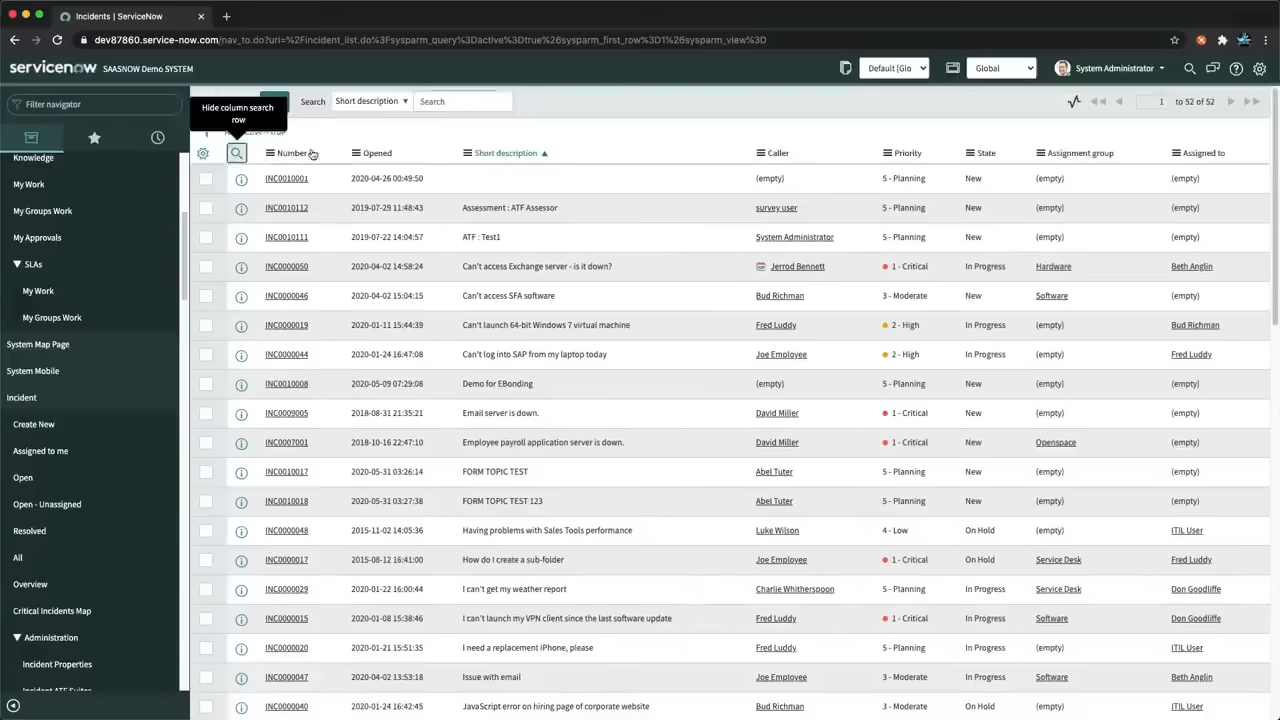 Incidents | ServiceNow
dev87860.service-now.com/nav_to.do?uri=%2Fincident_list.do%3Fsysparm_query%3Dactive%3Dtrue%26sysparm_first_row%3D1%26sysparm_view%3D
servicenow SAASNOW Demo SYSTEM
Default [Glo
Global
System Administrator
Filter navigator
Knowledge
My Work
My Groups Work
My Approvals
SLAs
My Work
My Groups Work
System Map Page
System Mobile
Incident
Create New
Assigned to me
Open
Open - Unassigned
Resolved
All
Overview
Critical Incidents Map
Administration
Incident Properties
Hide column search row
Search Short description Search
1 to 52 of 52
Number Opened Short description Caller Priority State Assignment group Assigned to
INC0010001 2020-04-26 00:49:50 (empty) 5 - Planning New (empty) (empty)
INC0010112 2019-07-29 11:48:43 Assessment : ATF Assessor survey user 5 - Planning New (empty) (empty)
INC0010111 2019-07-22 14:04:57 ATF : Test1 System Administrator 5 - Planning New (empty) (empty)
INC0000050 2020-04-02 14:58:24 Can't access Exchange server - is it down? Jerrod Bennett 1 - Critical In Progress Hardware Beth Anglin
INC0000046 2020-04-02 15:04:15 Can't access SFA software Bud Richman 3 - Moderate New Software (empty)
INC0000019 2020-01-11 15:44:39 Can't launch 64-bit Windows 7 virtual machine Fred Luddy 2 - High In Progress (empty) Bud Richman
INC0000044 2020-01-24 16:47:08 Can't log into SAP from my laptop today Joe Employee 2 - High In Progress (empty) Fred Luddy
INC0010008 2020-05-09 07:29:08 Demo for EBonding (empty) 5 - Planning New (empty) (empty)
INC0009005 2018-08-31 21:35:21 Email server is down. David Miller 1 - Critical New (empty) (empty)
INC0007001 2018-10-16 22:47:10 Employee payroll application server is down. David Miller 1 - Critical New Openspace (empty)
INC0010017 2020-05-31 03:26:14 FORM TOPIC TEST Abel Tuter 5 - Planning New (empty) (empty)
INC0010018 2020-05-31 03:27:38 FORM TOPIC TEST 123 Abel Tuter 5 - Planning New (empty) (empty)
INC0000048 2015-11-02 14:05:36 Having problems with Sales Tools performance Luke Wilson 4 - Low On Hold (empty) ITIL User
INC0000017 2015-08-12 16:41:00 How do I create a sub-folder Joe Employee 1 - Critical On Hold Service Desk Fred Luddy
INC0000029 2020-01-22 16:00:44 I can't get my weather report Charlie Whitherspoon 5 - Planning In Progress Service Desk Don Goodliffe
INC0000015 2020-01-08 15:38:46 I can't launch my VPN client since the last software update Fred Luddy 1 - Critical In Progress Software Don Goodliffe
INC0000020 2020-01-21 15:51:35 I need a replacement iPhone, please Fred Luddy 5 - Planning In Progress (empty) ITIL User
INC0000047 2020-04-02 13:53:18 Issue with email Joe Employee 3 - Moderate In Progress Software Beth Anglin
INC0000040 2020-01-24 16:42:45 JavaScript error on hiring page of corporate website Bud Richman 3 - Moderate In Progress (empty) ITIL User